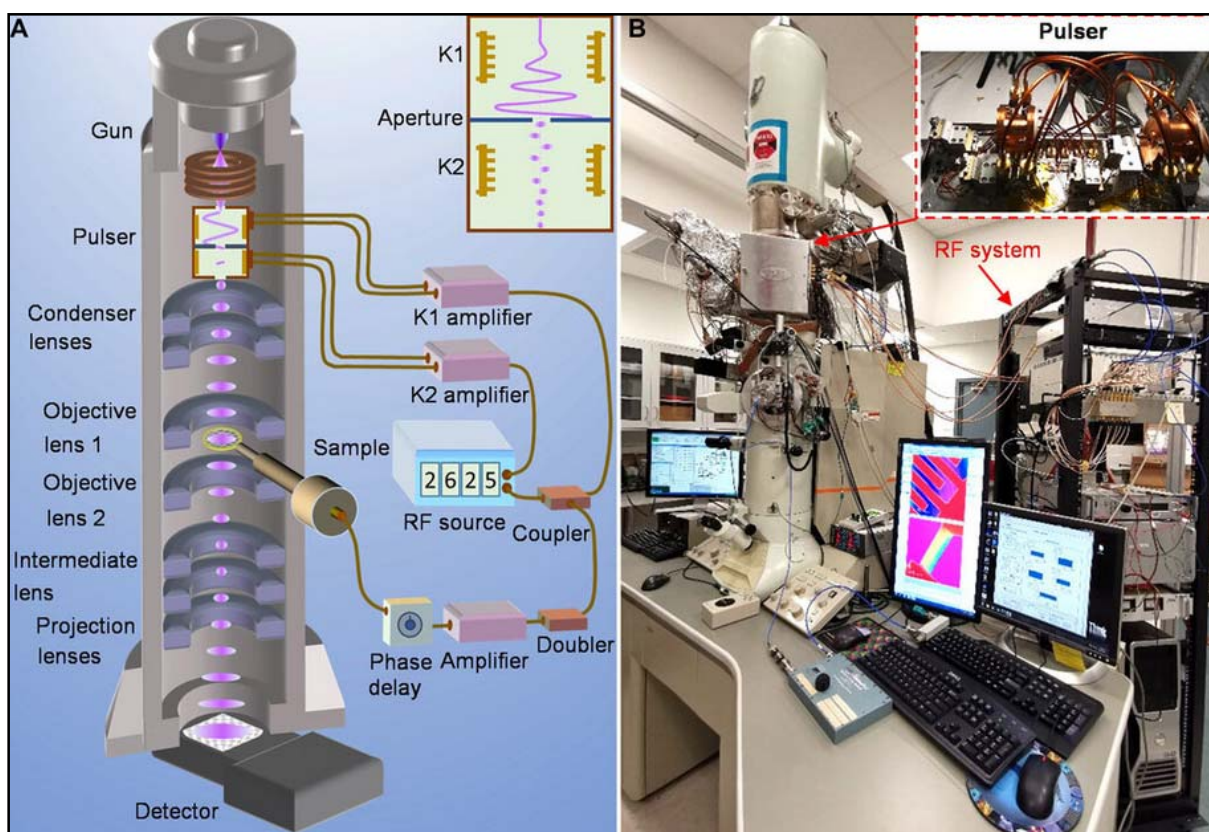 A
Gun
Pulser
Condenser
lenses
Objective
lens 1
Objective
lens 2
Intermediate
lens
Projection
lenses
Detector
K1
Aperture
K2
K1 amplifier
K2 amplifier
Sample
2625
RF source
Coupler
Doubler
Amplifier
Phase
delay
B
Pulser
RF system